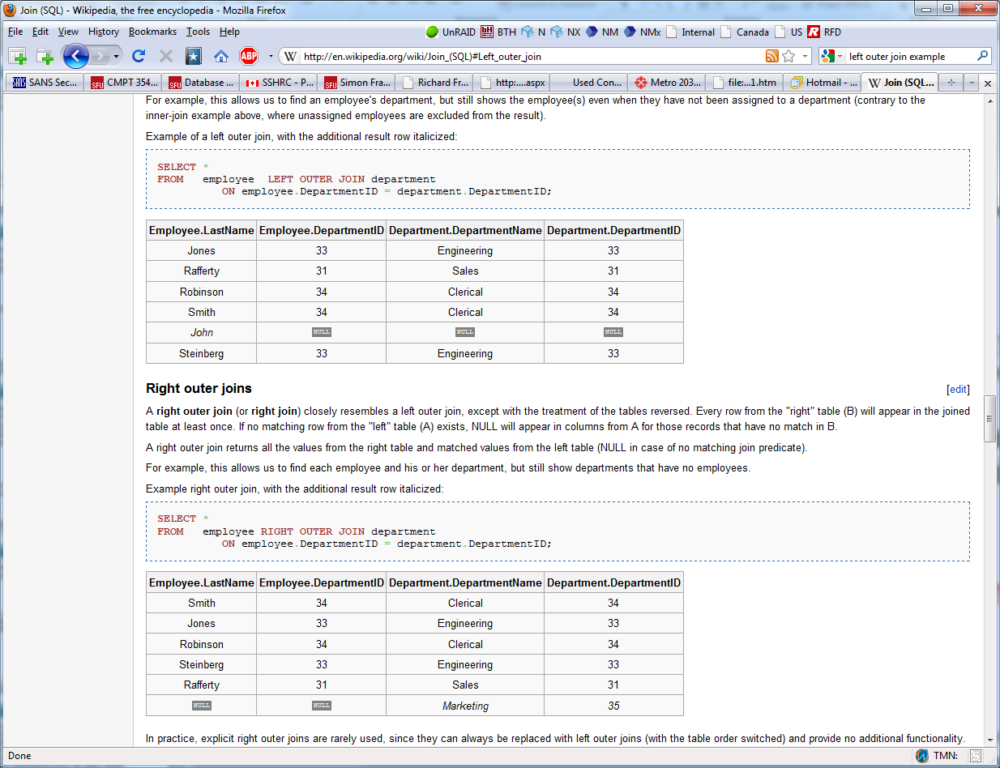 Join (SQL) - Wikipedia, the free encyclopedia - Mozilla Firefox
File Edit View History Bookmarks Tools Help UnRAID BTH N NX NM NMx Internal Canada US RFD
ABP W http://en.wikipedia.org/wiki/Join_(SQL)#Left_outer_join left outer join example
SANS Sec... CMPT 354... Database ... SSHRC - P... Simon Fra... Richard Fr... http:....aspx Used Con... Metro 203... file:...1.htm Hotmail - ... Join (SQL...
For example, this allows us to find an employee's department, but still shows the employee(s) even when they have not been assigned to a department (contrary to the
inner-join example above, where unassigned employees are excluded from the result).
Example of a left outer join, with the additional result row italicized:
SELECT *
FROM employee LEFT OUTER JOIN department
ON employee.DepartmentID = department.DepartmentID;
Employee.LastName Employee.DepartmentID Department.DepartmentName Department.DepartmentID
Jones 33 Engineering 33
Rafferty 31 Sales 31
Robinson 34 Clerical 34
Smith 34 Clerical 34
John NULL NULL NULL
Steinberg 33 Engineering 33
Right outer joins [edit]
A right outer join (or right join) closely resembles a left outer join, except with the treatment of the tables reversed. Every row from the "right" table (B) will appear in the joined
table at least once. If no matching row from the "left" table (A) exists, NULL will appear in columns from A for those records that have no match in B.
A right outer join returns all the values from the right table and matched values from the left table (NULL in case of no matching join predicate).
For example, this allows us to find each employee and his or her department, but still show departments that have no employees.
Example right outer join, with the additional result row italicized:
SELECT *
FROM employee RIGHT OUTER JOIN department
ON employee.DepartmentID = department.DepartmentID;
Employee.LastName Employee.DepartmentID Department.DepartmentName Department.DepartmentID
Smith 34 Clerical 34
Jones 33 Engineering 33
Robinson 34 Clerical 34
Steinberg 33 Engineering 33
Rafferty 31 Sales 31
NULL NULL Marketing 35
In practice, explicit right outer joins are rarely used, since they can always be replaced with left outer joins (with the table order switched) and provide no additional functionality.
Done TMN: